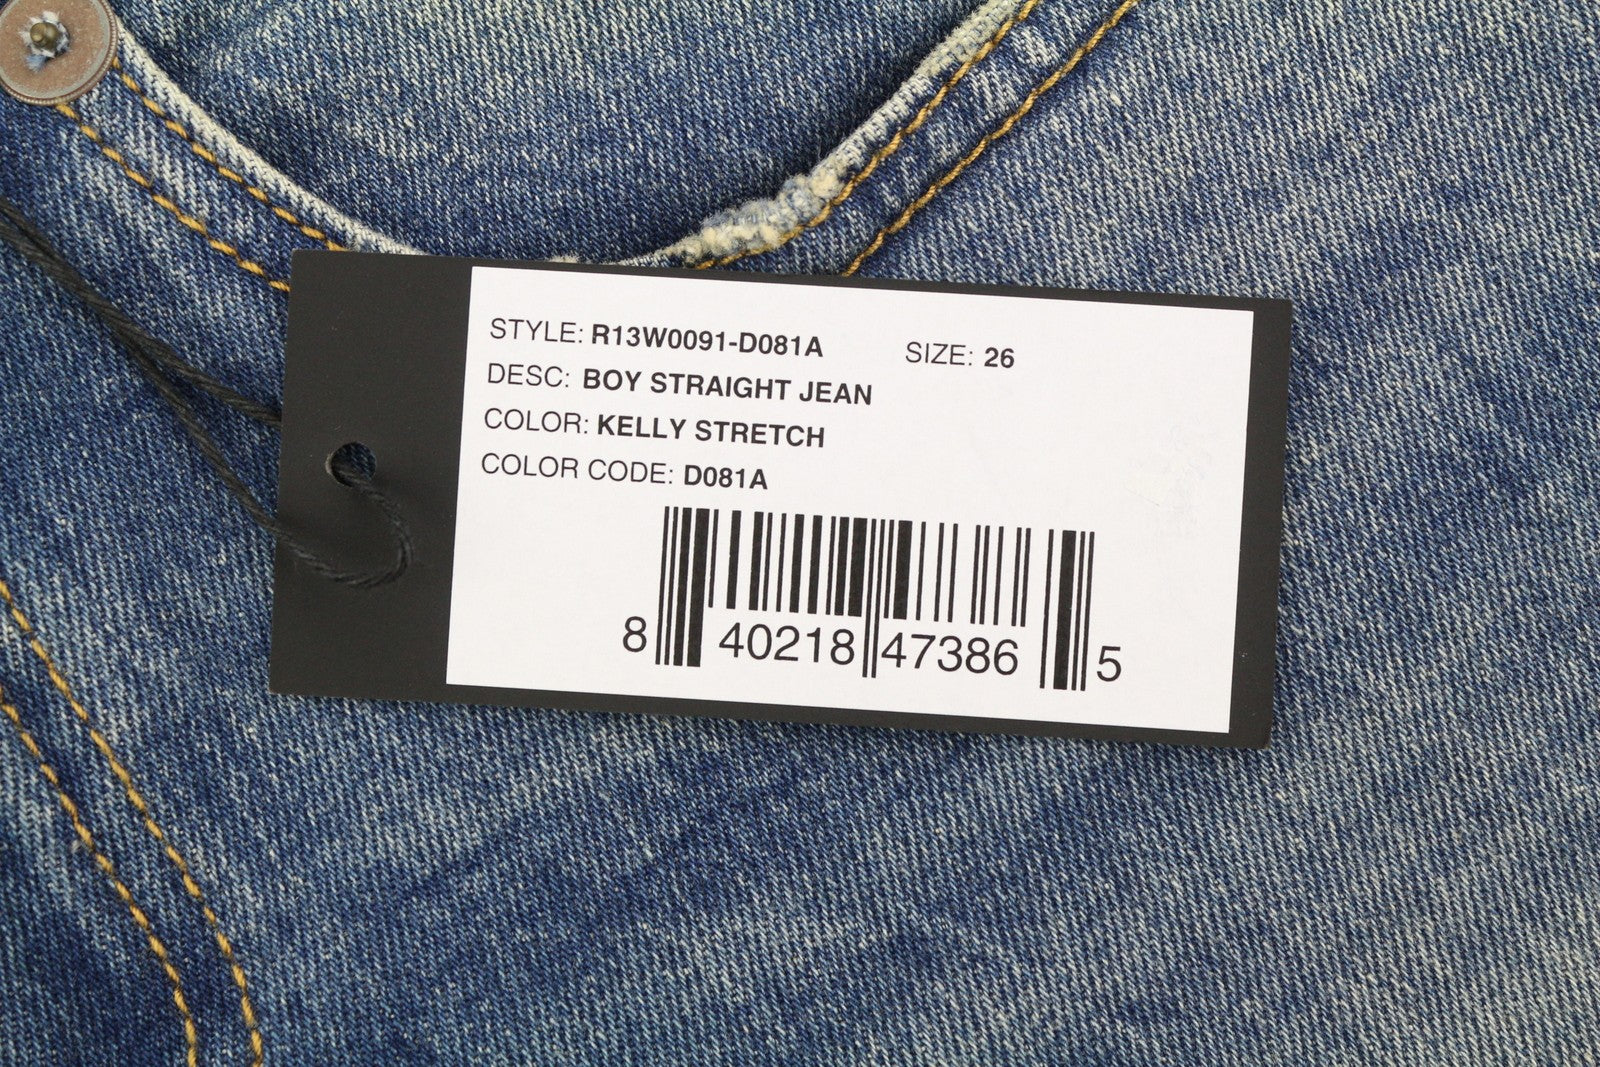 STYLE: R13W0091-D081A SIZE: 26
DESC: BOY STRAIGHT JEAN
COLOR: KELLY STRETCH
COLOR CODE: D081A
8 40218 47386 5